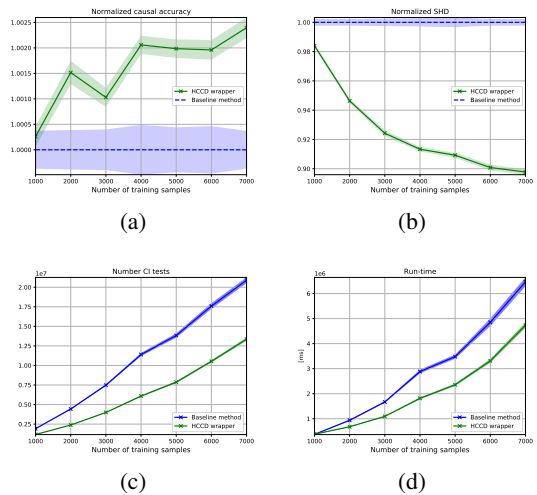 Normalized causal accuracy
1.0025
1.0020
1.0015
1.0010
1.0005
1.0000
HCCD wrapper
Baseline method
1000 2000 3000 4000 5000 6000 7000
Number of training samples
(a)
Normalized SHD
1.00
0.98
0.96
0.94
0.92
0.90
HCCD wrapper
Baseline method
1000 2000 3000 4000 5000 6000 7000
Number of training samples
(b)
Number CI tests
1e7
2.00
1.75
1.50
1.25
1.00
0.75
0.50
0.25
Baseline method
HCCD wrapper
1000 2000 3000 4000 5000 6000 7000
Number of training samples
(c)
Run-time
1e6
6
5
4
3
2
1
[ms]
Baseline method
HCCD wrapper
1000 2000 3000 4000 5000 6000 7000
Number of training samples
(d)